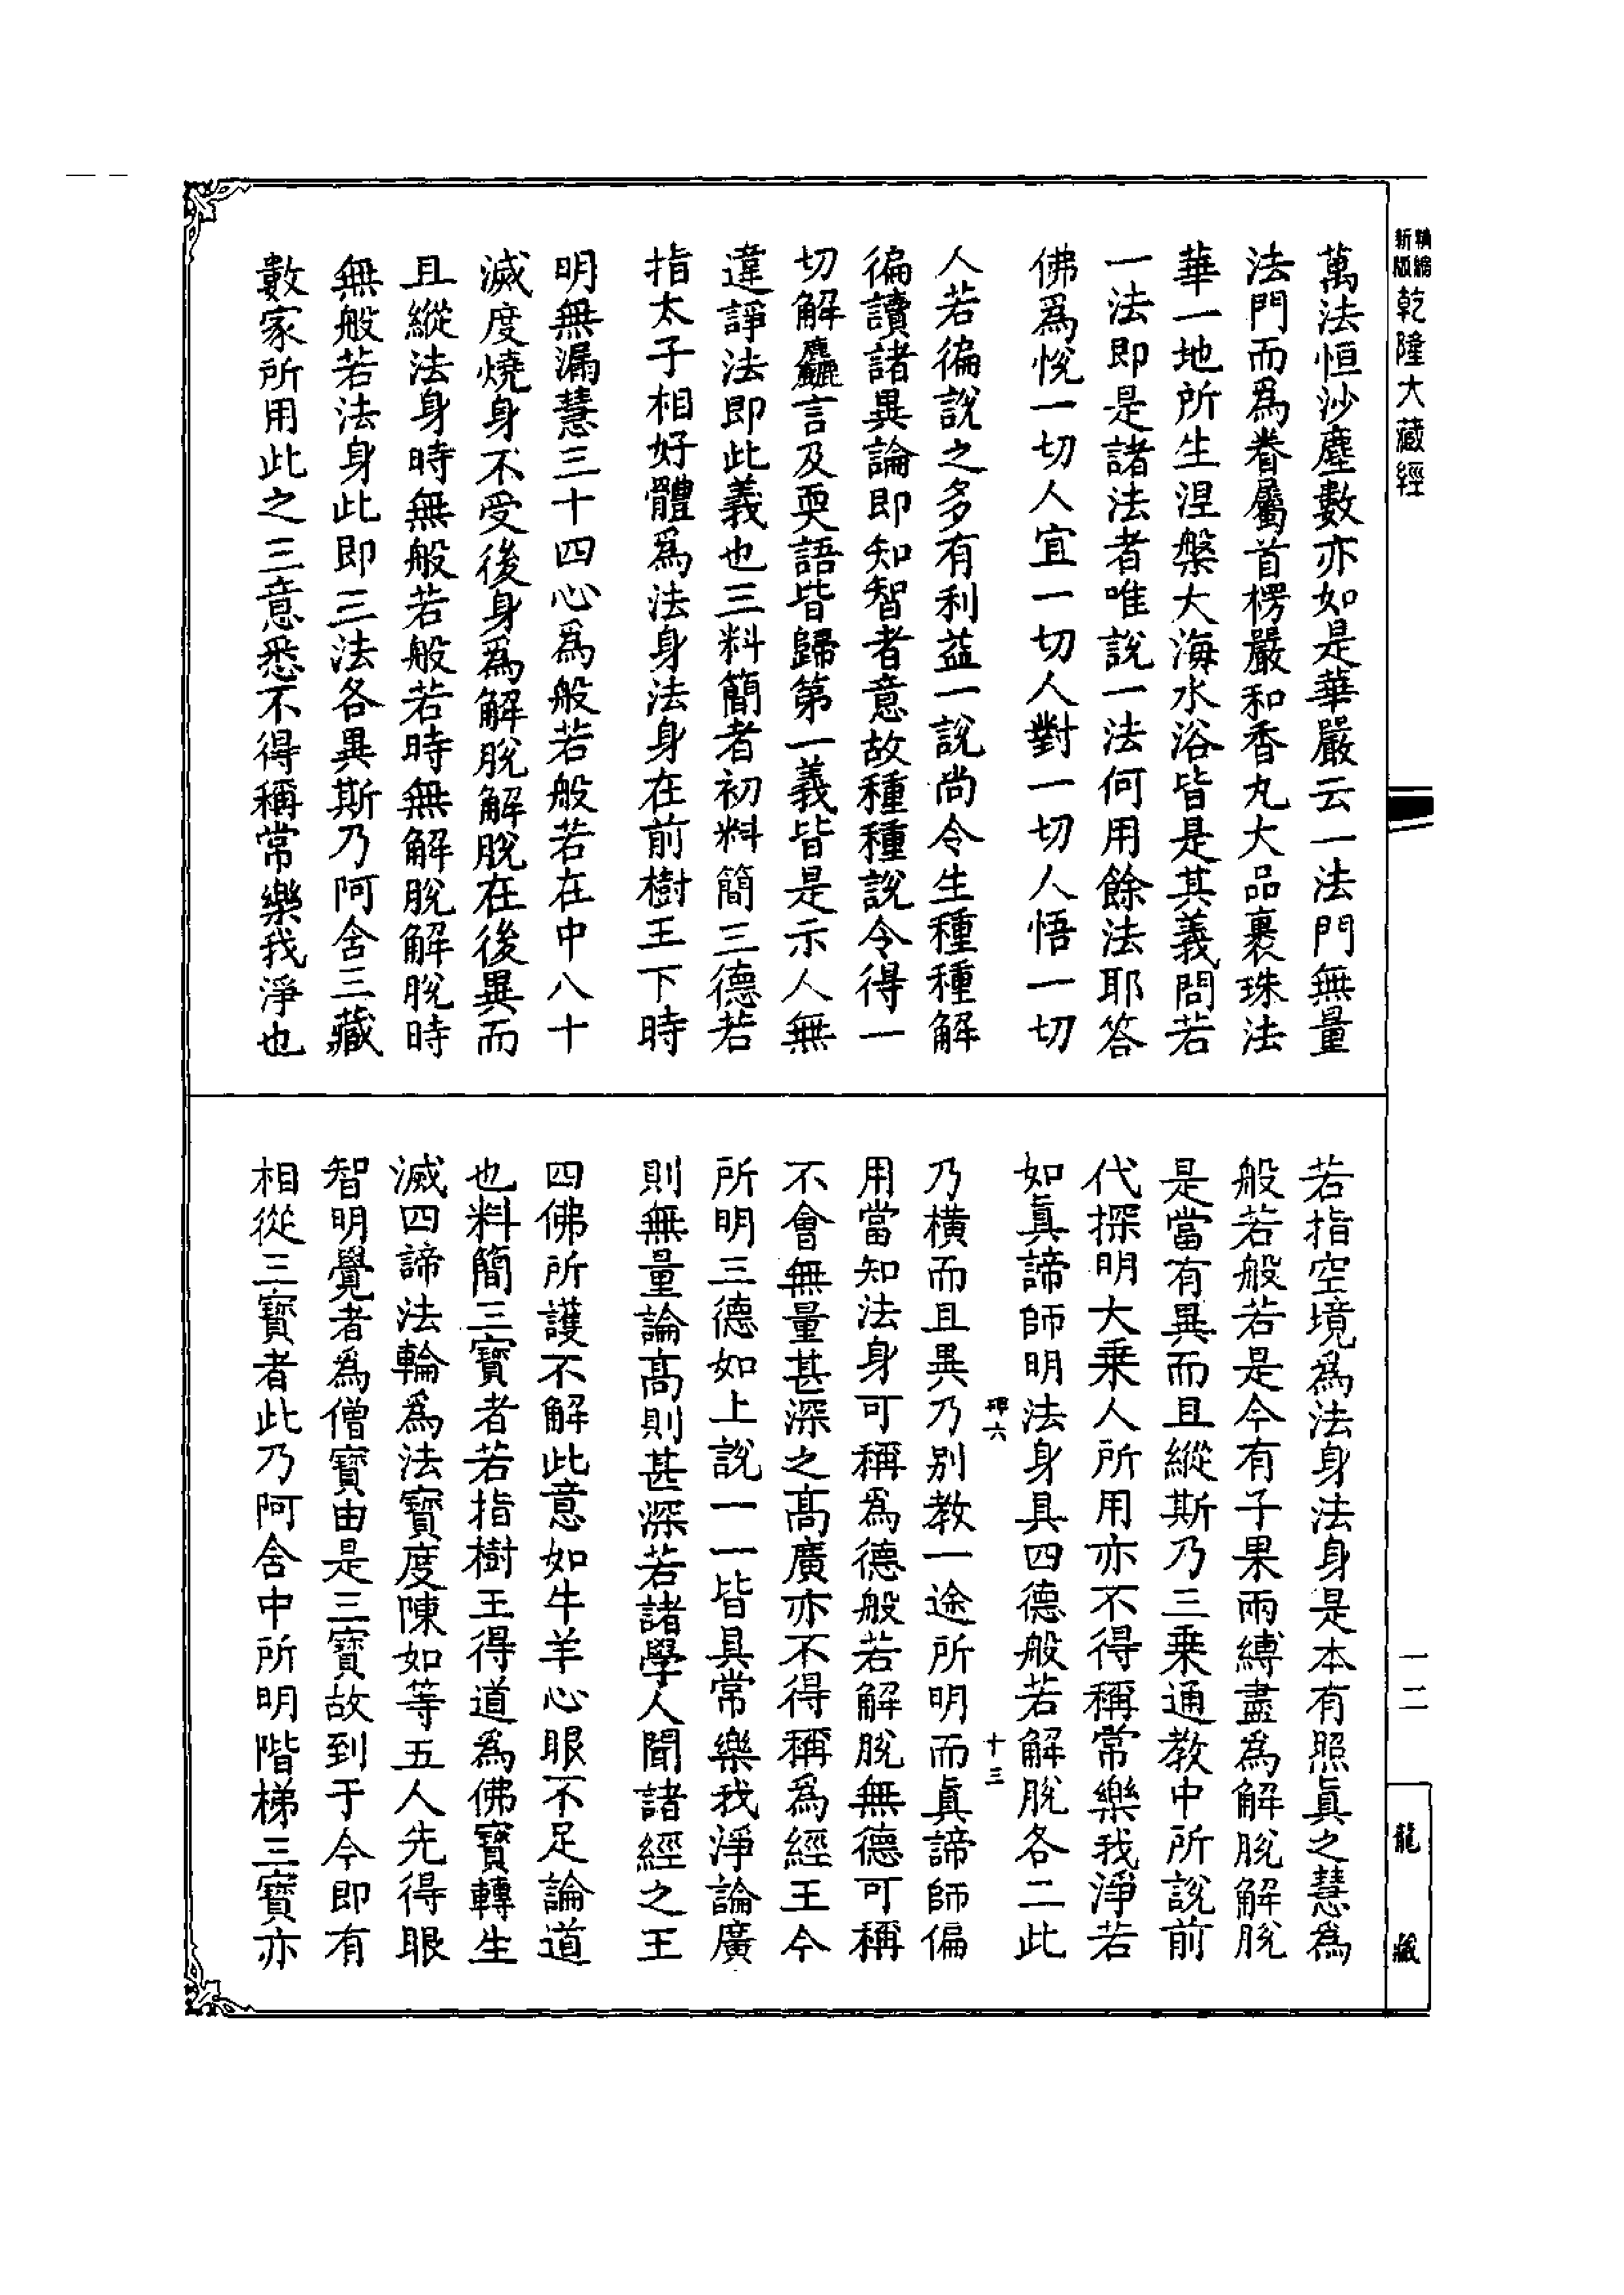 乾隆大藏經
萬法恒沙塵數亦如是華嚴云一法門無量
法門而為眷屬首楞嚴和香丸大品裹珠法
華一地所生涅槃大海水浴皆是其義問若
一法即是諸法者唯說一法何用餘法耶答
佛為悅一切人宜一切人對一切人悟一切
人若徧說之多有利益一說尚令生種種解
徧讀諸異論即知智者意故種種說令得一
切解麤言及耎語皆歸第一義皆是示人無
違諍法即此義也三料簡者初料簡三德若
指太子相好體為法身法身在前樹王下時
明無漏慧三十四心為般若般若在中八十
滅度燒身不受後身為解脫解脫在後異而
且縱法身時無般若般若時無解脫解脫時
無般若法身此即三法各異斯乃阿含三藏
數家所用此之三意悉不得稱常樂我淨也
若指空境為法身法身是本有照真之慧為
般若般若是今有子果兩縛盡為解脫解脫
是當有異而且縱斯乃三乘通教中所說前
代探明大乘人所用亦不得稱常樂我淨若
如真諦師明法身具四德般若解脫各二此
乃橫而且異乃別教一途所明而真諦師偏
用當知法身可稱為德般若解脫無德可稱
不會無量甚深之高廣亦不得稱為經王今
所明三德如上說一一皆具常樂我淨論廣
則無量論高則甚深若諸學人聞諸經之王
四佛所護不解此意如牛羊心眼不足論道
也料簡三寶者若指樹王得道為佛寶轉生
滅四諦法輪為法寶度陳如等五人先得眼
智明覺者為僧寶由是三寶故到于今即有
相從三寶者此乃阿含中所明階梯三寶亦
六
十三
一二
龍藏